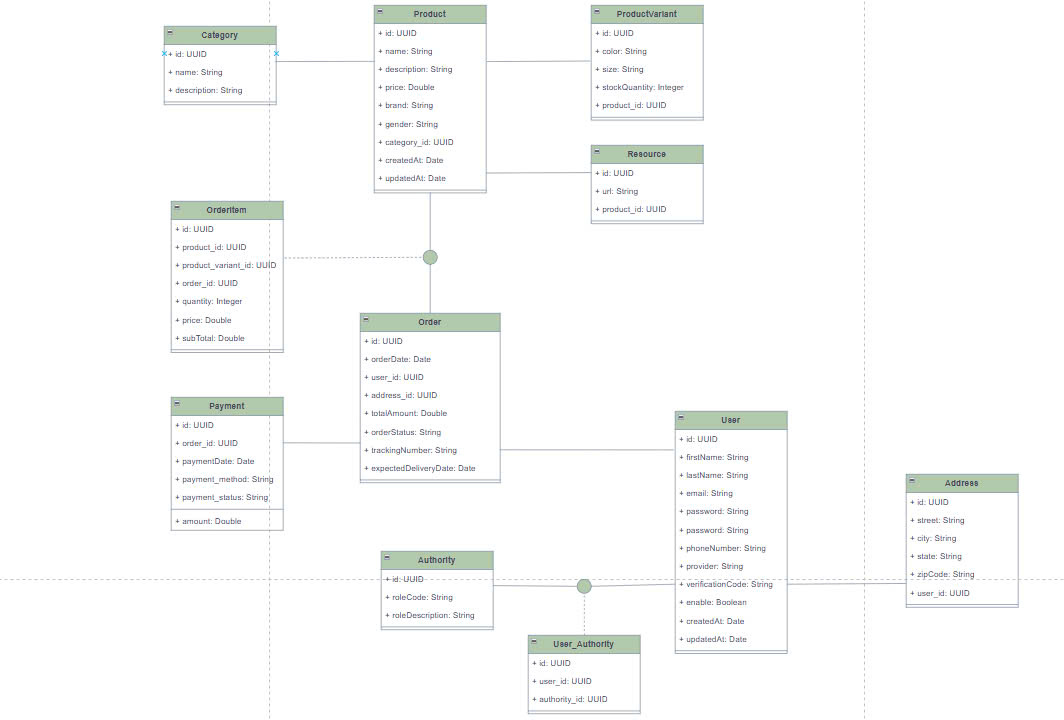 Category
+ id: UUID
+ name: String
+ description: String
Product
+ id: UUID
+ name: String
+ description: String
+ price: Double
+ brand: String
+ gender: String
+ category_id: UUID
+ createdAt: Date
+ updatedAt: Date
ProductVariant
+ id: UUID
+ color: String
+ size: String
+ stockQuantity: Integer
+ product_id: UUID
Resource
+ id: UUID
+ url: String
+ product_id: UUID
OrderItem
+ id: UUID
+ product_id: UUID
+ product_variant_id: UUID
+ order_id: UUID
+ quantity: Integer
+ price: Double
+ subTotal: Double
Order
+ id: UUID
+ orderDate: Date
+ user_id: UUID
+ address_id: UUID
+ totalAmount: Double
+ orderStatus: String
+ trackingNumber: String
+ expectedDeliveryDate: Date
Payment
+ id: UUID
+ order_id: UUID
+ paymentDate: Date
+ payment_method: String
+ payment_status: String
+ amount: Double
User
+ id: UUID
+ firstName: String
+ lastName: String
+ email: String
+ password: String
+ password: String
+ phoneNumber: String
+ provider: String
+ verificationCode: String
+ enable: Boolean
+ createdAt: Date
+ updatedAt: Date
Address
+ id: UUID
+ street: String
+ city: String
+ state: String
+ zipCode: String
+ user_id: UUID
Authority
+ id: UUID
+ roleCode: String
+ roleDescription: String
User_Authority
+ id: UUID
+ user_id: UUID
+ authority_id: UUID